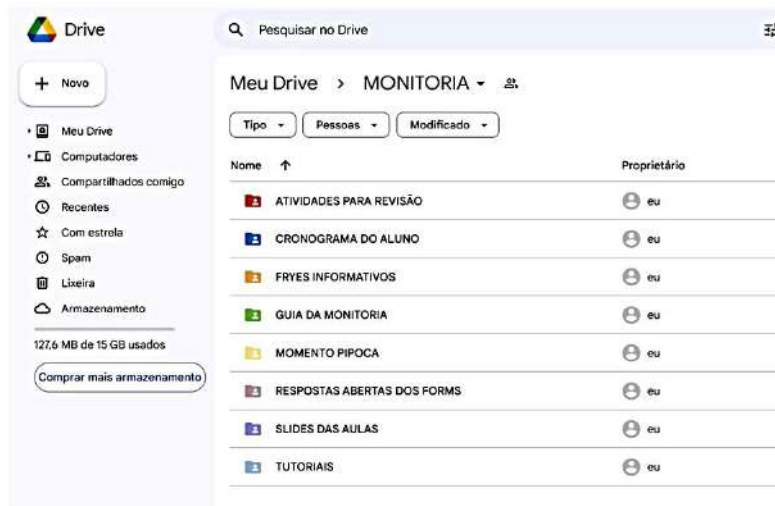 Drive
Pesquisar no Drive
Novo
Meu Drive
Computadores
Compartilhados comigo
Recentes
Com estrela
Spam
Lixeira
Armazenamento
127,6 MB de 15 GB usados
Comprar mais armazenamento
Meu Drive > MONITORIA
Tipo Pessoas Modificado
Nome Proprietário
ATIVIDADES PARA REVISÃO eu
CRONOGRAMA DO ALUNO eu
FRYES INFORMATIVOS eu
GUIA DA MONITORIA eu
MOMENTO PIPOCA eu
RESPOSTAS ABERTAS DOS FORMS eu
SLIDES DAS AULAS eu
TUTORIAIS eu